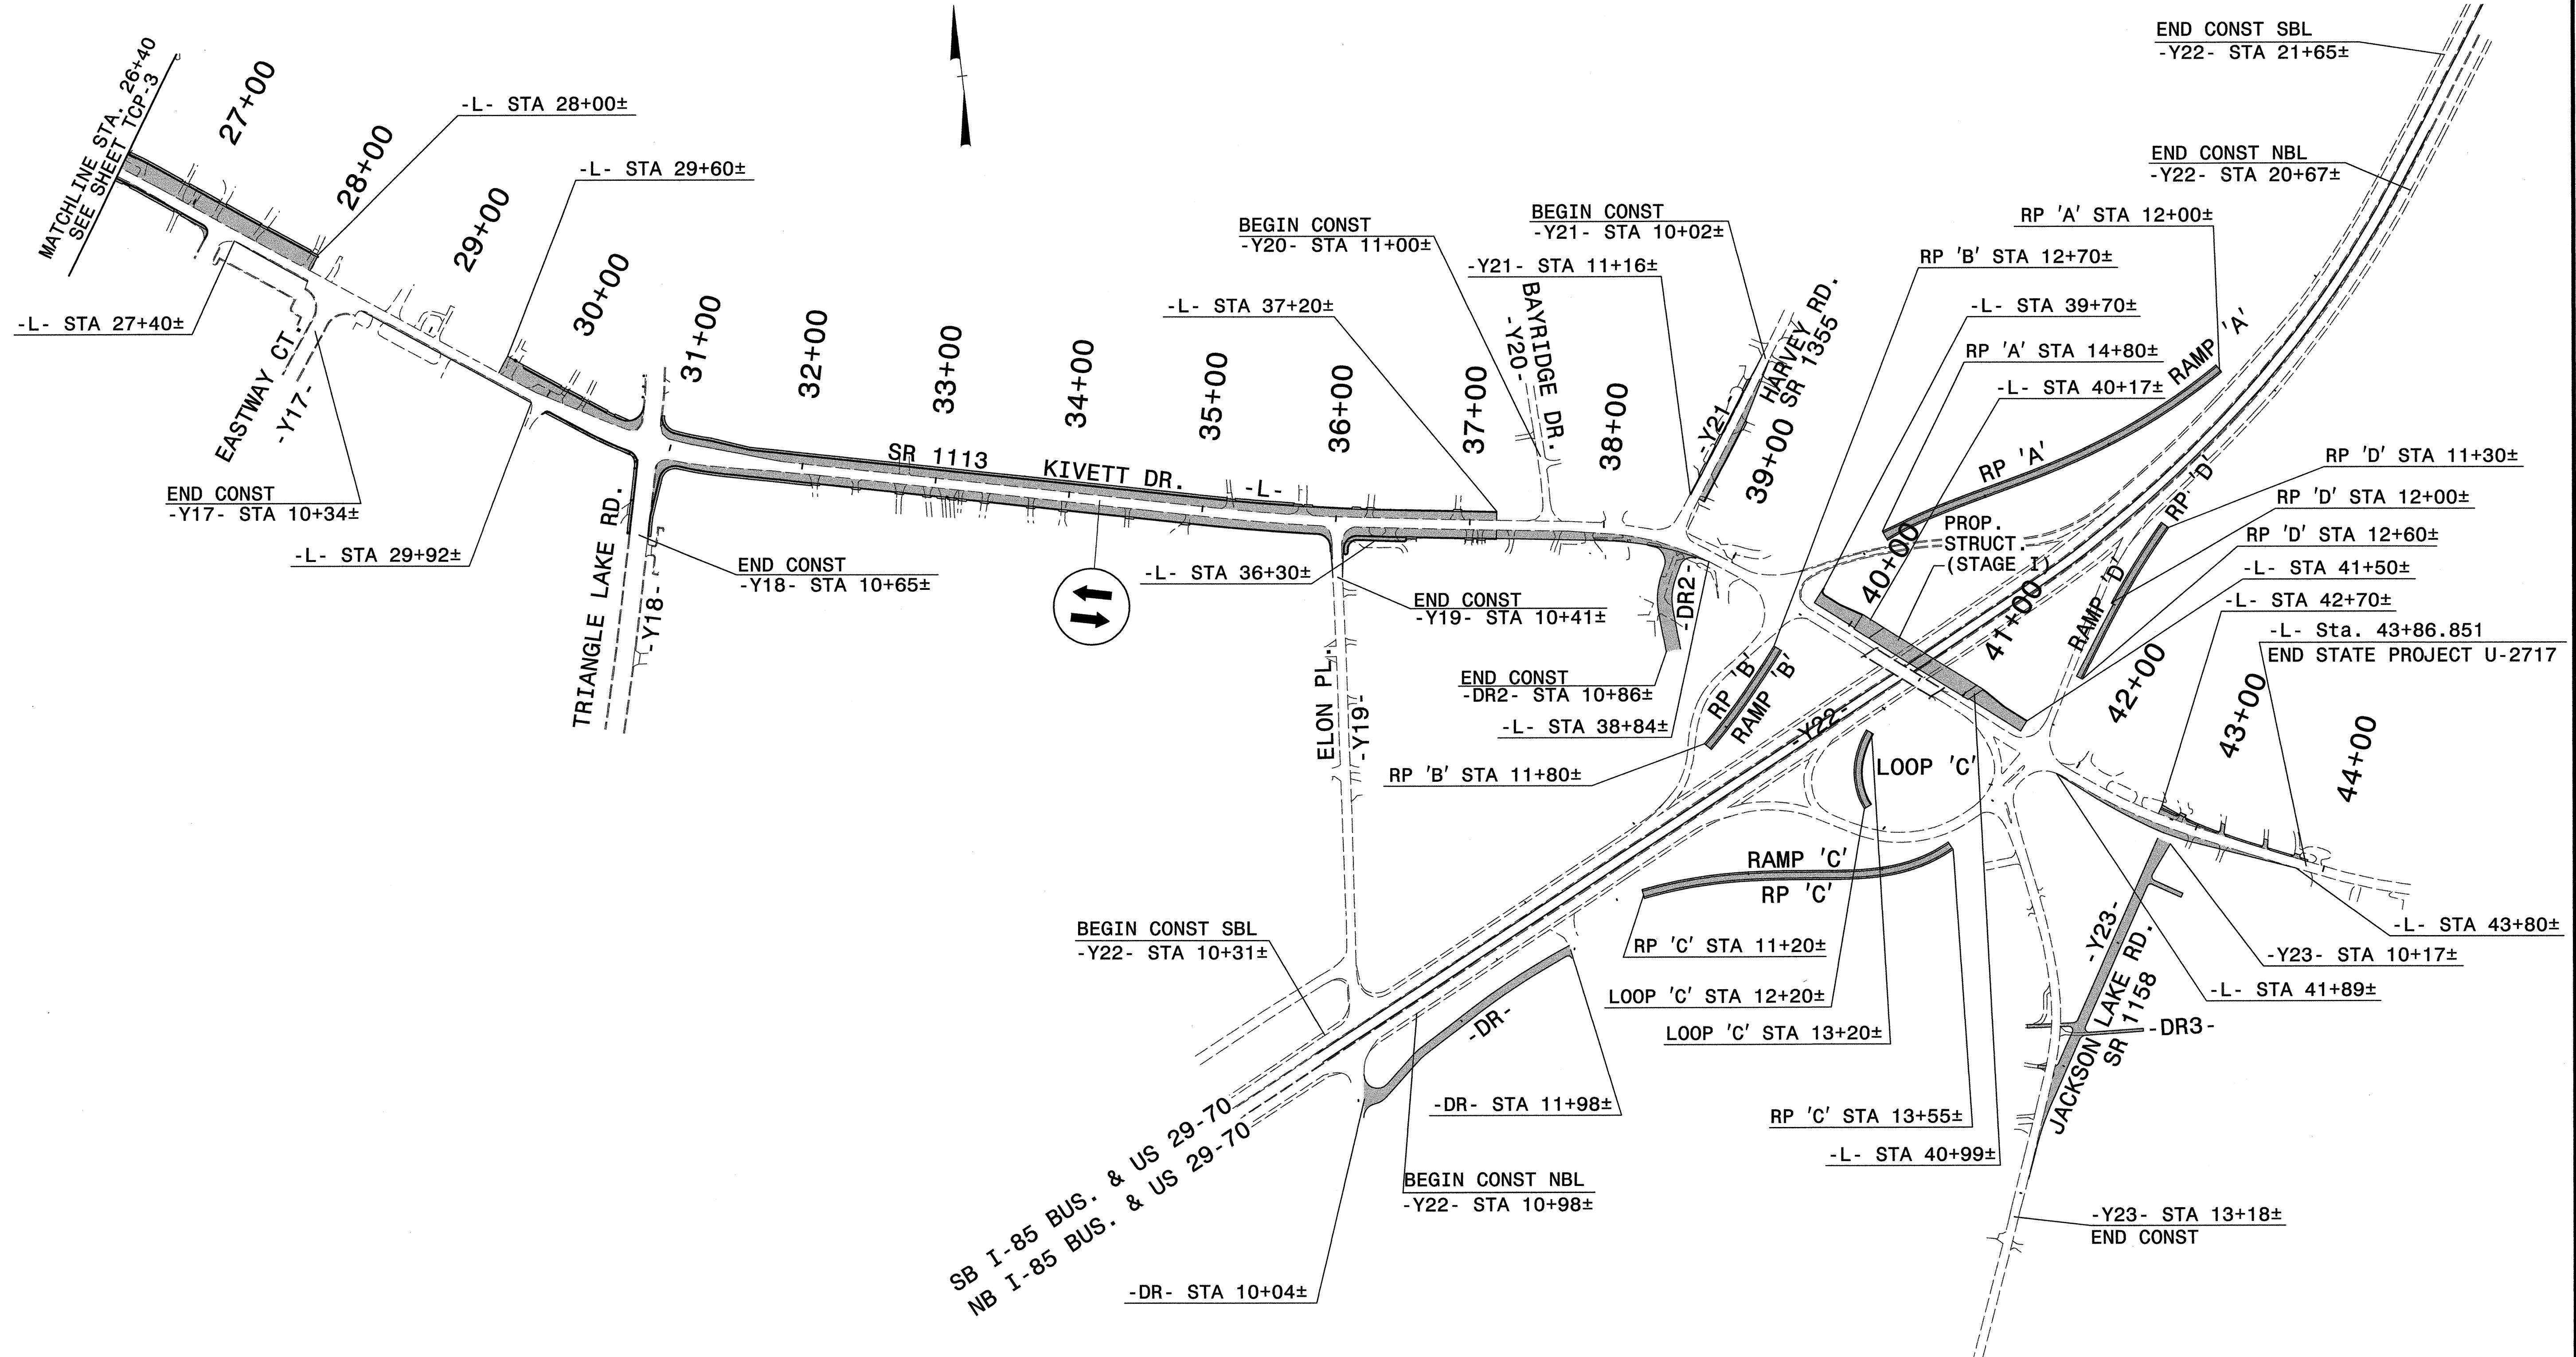 MATCHLINE STA. 26+40
SEE SHEET TCP-3
27+00
28+00
29+00
30+00
31+00
32+00
33+00
34+00
35+00
36+00
37+00
38+00
39+00
40+00
41+00
42+00
43+00
44+00
-L- STA 28+00±
-L- STA 29+60±
-L- STA 27+40±
EASTWAY CT.
-Y17-
END CONST
-Y17- STA 10+34±
-L- STA 29+92±
TRIANGLE LAKE RD.
-Y18-
END CONST
-Y18- STA 10+65±
SR 1113
KIVETT DR.
-L-
BEGIN CONST
-Y20- STA 11+00±
-L- STA 37+20±
BAYRIDGE DR.
-Y20-
BEGIN CONST
-Y21- STA 10+02±
-Y21- STA 11+16±
-Y21-
HARVEY RD.
SR 1355
-L- STA 36+30±
END CONST
-Y19- STA 10+41±
ELON PL.
-Y19-
-DR2-
END CONST
-DR2- STA 10+86±
-L- STA 38+84±
RP 'B' STA 11+80±
RP 'B'
RAMP 'B'
END CONST SBL
-Y22- STA 21+65±
END CONST NBL
-Y22- STA 20+67±
RP 'A' STA 12+00±
RP 'B' STA 12+70±
-L- STA 39+70±
RP 'A' STA 14+80±
-L- STA 40+17±
RAMP 'A'
RP 'A'
PROP.
STRUCT.
(STAGE I)
RP 'D'
RAMP 'D'
RP 'D' STA 11+30±
RP 'D' STA 12+00±
RP 'D' STA 12+60±
-L- STA 41+50±
-L- STA 42+70±
-L- Sta. 43+86.851
END STATE PROJECT U-2717
-Y22-
LOOP 'C'
RAMP 'C'
RP 'C'
RP 'C' STA 11+20±
LOOP 'C' STA 12+20±
LOOP 'C' STA 13+20±
RP 'C' STA 13+55±
-L- STA 40+99±
-L- STA 43+80±
-Y23- STA 10+17±
-L- STA 41+89±
-Y23-
JACKSON LAKE RD.
SR 1158
-DR3-
BEGIN CONST SBL
-Y22- STA 10+31±
-DR-
-DR- STA 11+98±
BEGIN CONST NBL
-Y22- STA 10+98±
SB I-85 BUS. & US 29-70
NB I-85 BUS. & US 29-70
-DR- STA 10+04±
-Y23- STA 13+18±
END CONST